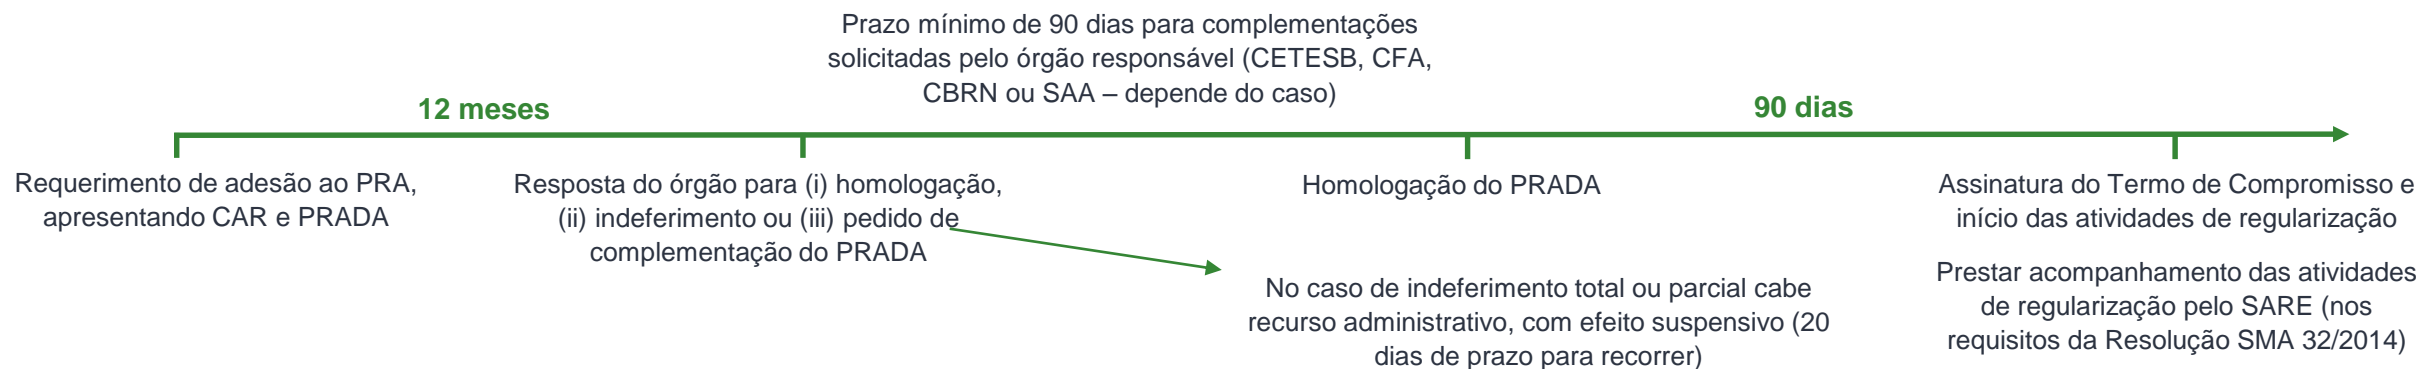 Prazo mínimo de 90 dias para complementações
solicitadas pelo órgão responsável (CETESB, CFA,
CBRN ou SAA – depende do caso)
12 meses
90 dias
Requerimento de adesão ao PRA,
apresentando CAR e PRADA
Resposta do órgão para (i) homologação,
(ii) indeferimento ou (iii) pedido de
complementação do PRADA
Homologação do PRADA
No caso de indeferimento total ou parcial cabe
recurso administrativo, com efeito suspensivo (20
dias de prazo para recorrer)
Assinatura do Termo de Compromisso e
início das atividades de regularização
Prestar acompanhamento das atividades
de regularização pelo SARE (nos
requisitos da Resolução SMA 32/2014)